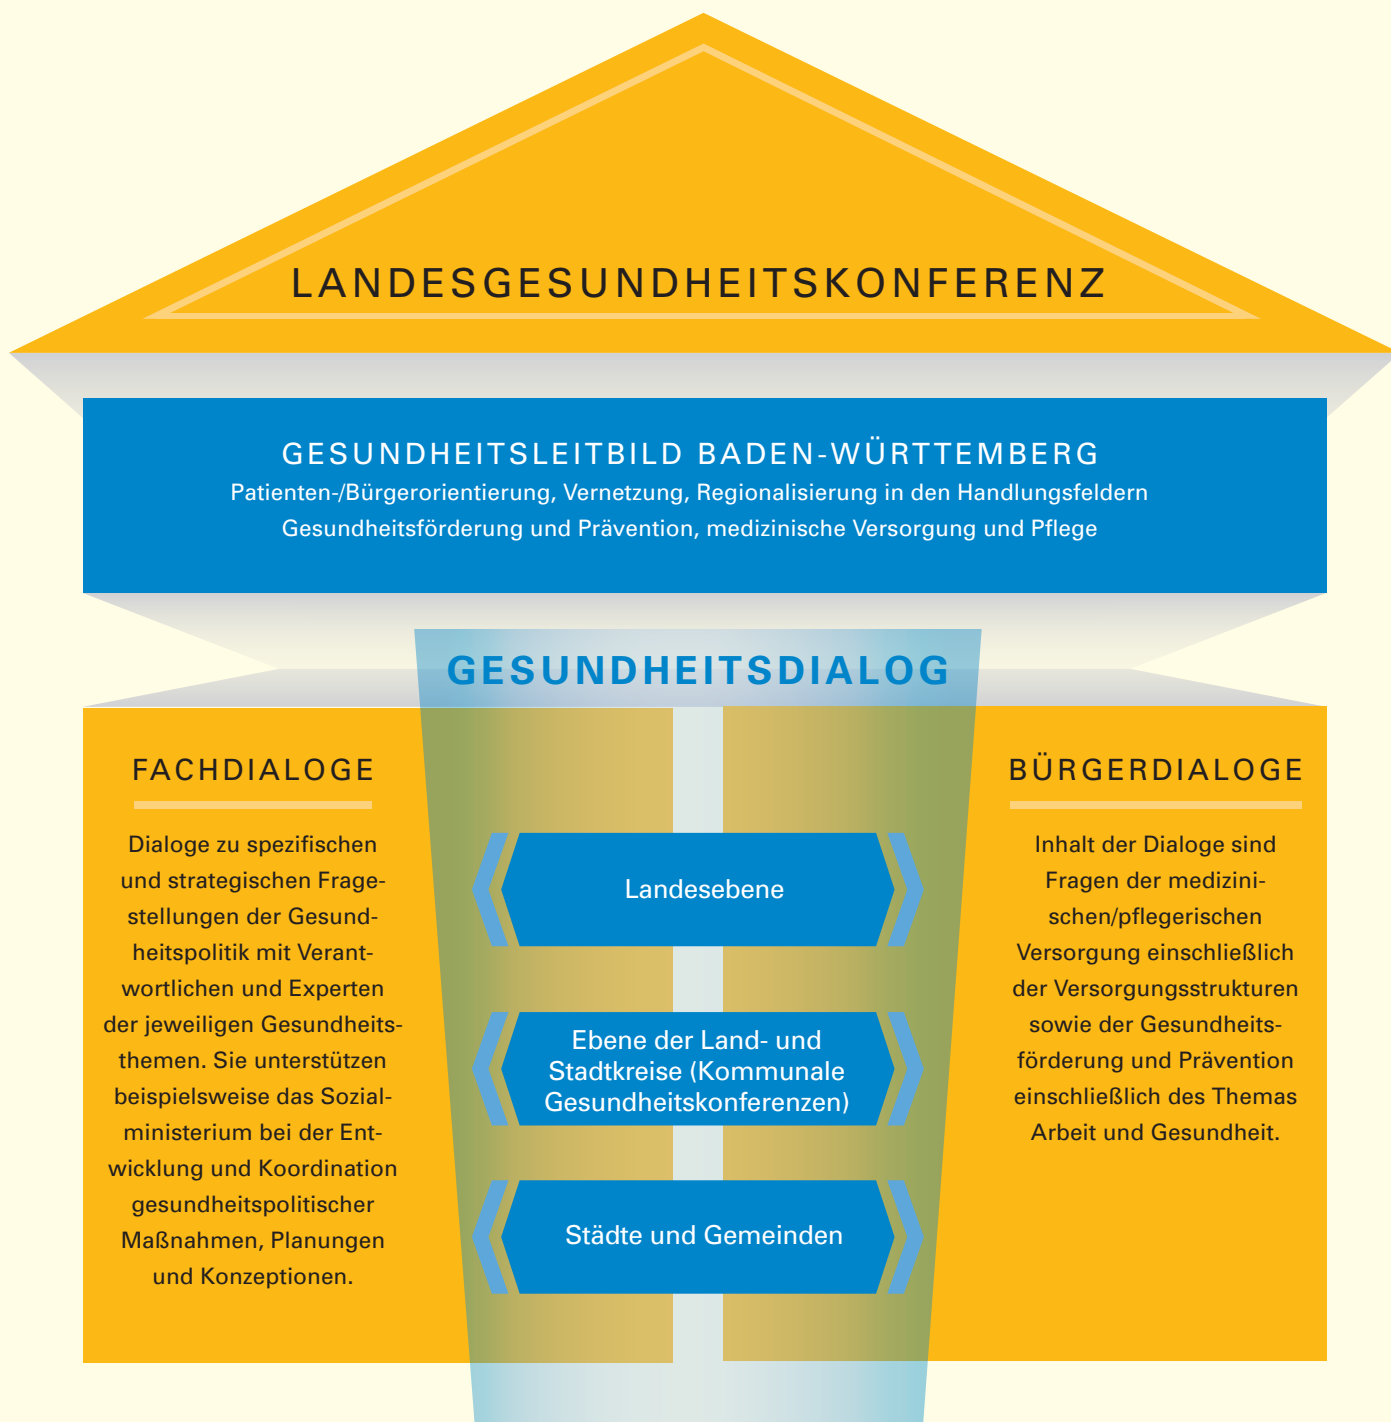 LANDESGESUNDHEITSKONFERENZ
GESUNDHEITSLEITBILD BADEN-WÜRTTEMBERG
Patienten-/Bürgerorientierung, Vernetzung, Regionalisierung in den Handlungsfeldern
Gesundheitsförderung und Prävention, medizinische Versorgung und Pflege
GESUNDHEITSDIALOG
FACHDIALOGE
Dialoge zu spezifischen
und strategischen Frage-
stellungen der Gesund-
heitspolitik mit Verant-
wortlichen und Experten
der jeweiligen Gesundheits-
themen. Sie unterstützen
beispielsweise das Sozial-
ministerium bei der Ent-
wicklung und Koordination
gesundheitspolitischer
Maßnahmen, Planungen
und Konzeptionen.
Landesebene
Ebene der Land- und
Stadtkreise (Kommunale
Gesundheitskonferenzen)
Städte und Gemeinden
BÜRGERDIALOGE
Inhalt der Dialoge sind
Fragen der medizini-
schen/pflegerischen
Versorgung einschließlich
der Versorgungsstrukturen
sowie der Gesundheits-
förderung und Prävention
einschließlich des Themas
Arbeit und Gesundheit.